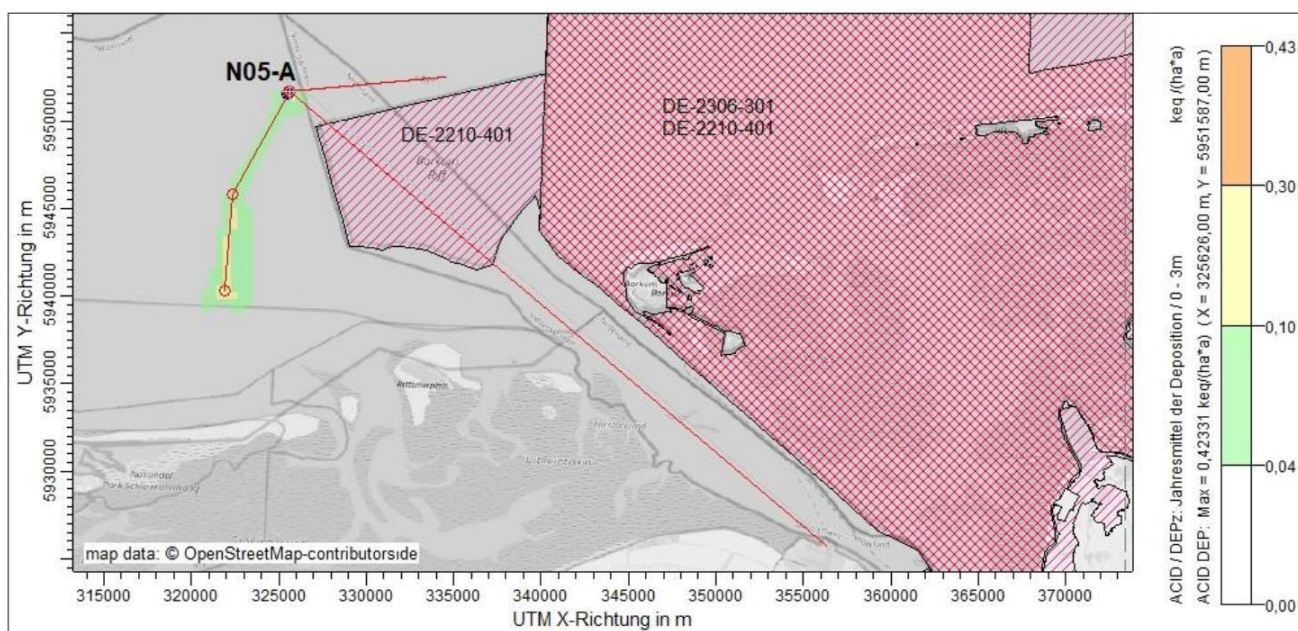 N05-A
DE-2210-401
DE-2306-301
DE-2210-401
Borkum
Riff
Borkum
map data: © OpenStreetMap-contributorside
UTM Y-Richtung in m
5950000
5945000
5940000
5935000
5930000
315000 320000 325000 330000 335000 340000 345000 350000 355000 360000 365000 370000
UTM X-Richtung in m
ACID / DEPz: Jahresmittel der Deposition / 0 - 3m
keq /(ha*a)
ACID DEP: Max = 0,42331 keq/(ha*a) ( X = 325626,00 m, Y = 5951587,00 m)
0,43
0,30
0,10
0,04
0,00